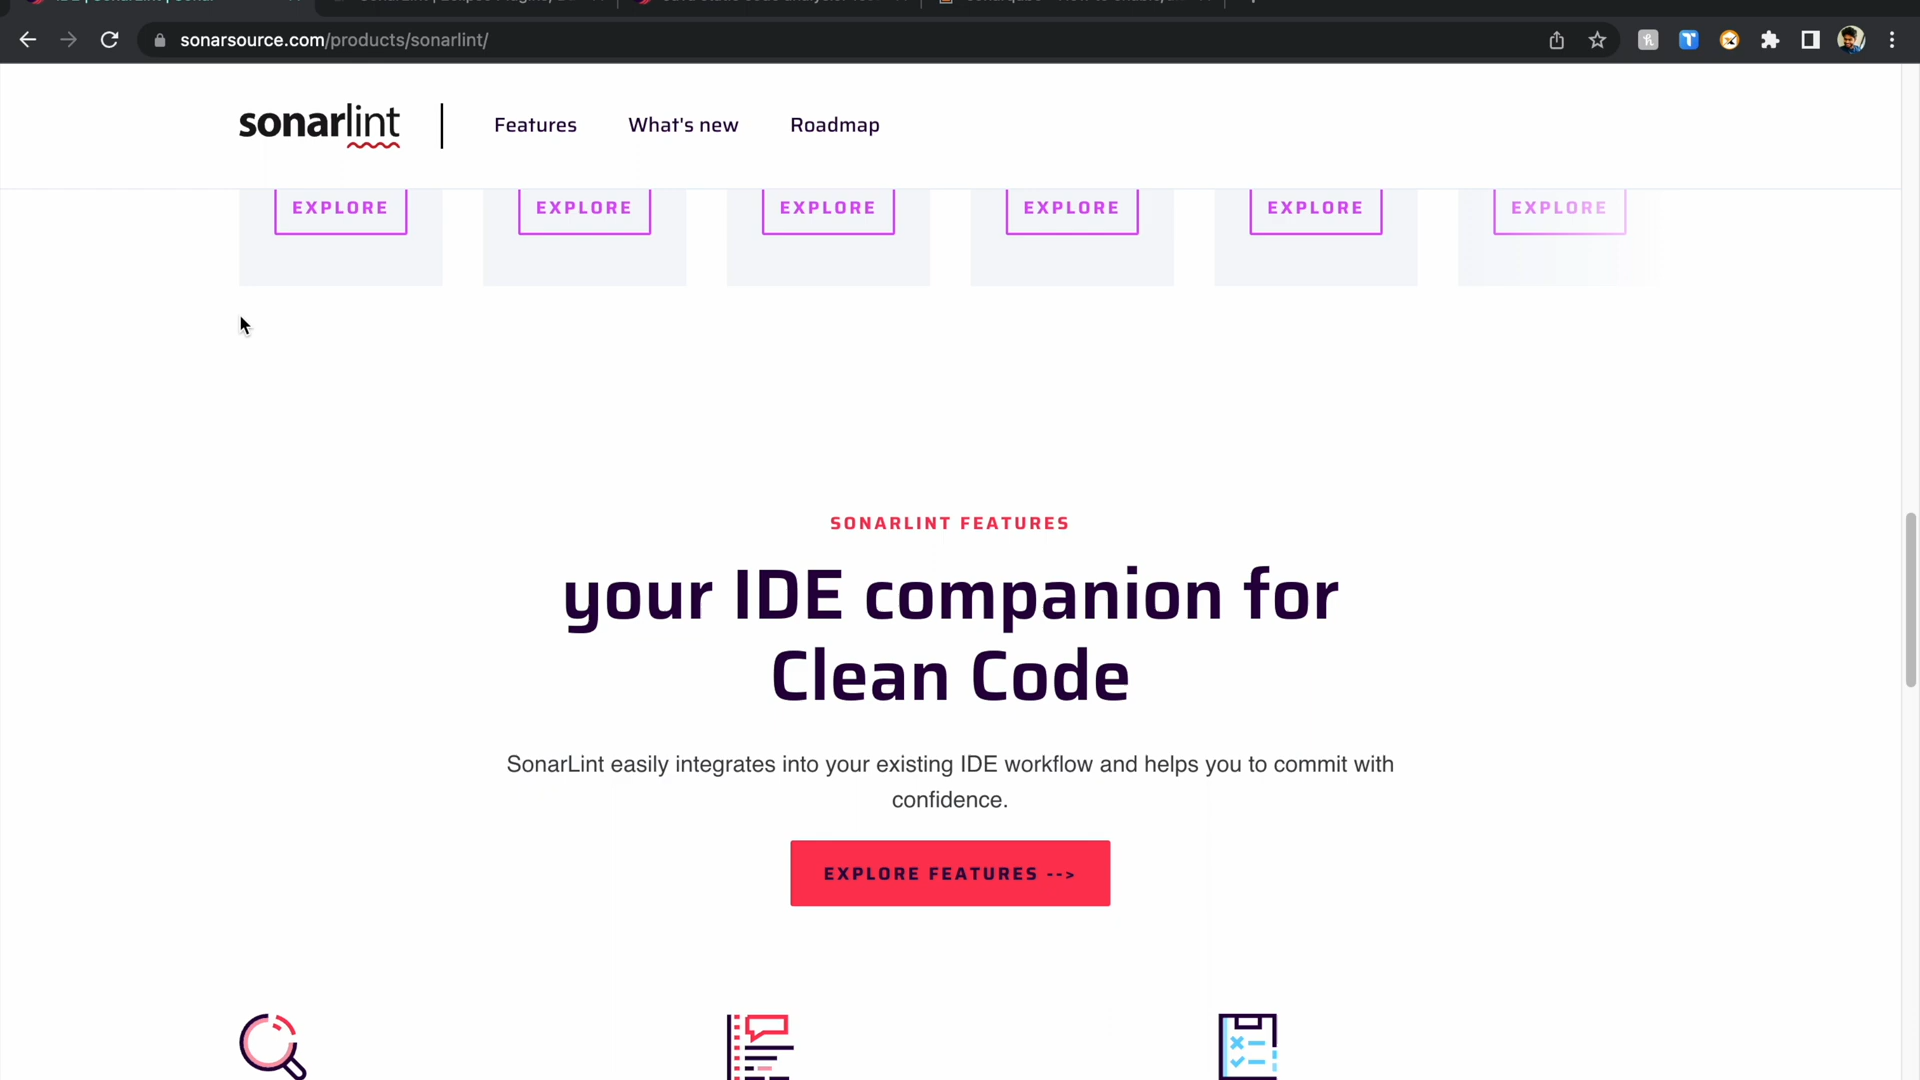 sonarsource.com/products/sonarlint/
sonarlint
Features
What's new
Roadmap
EXPLORE
EXPLORE
EXPLORE
EXPLORE
EXPLORE
EXPLORE
SONARLINT FEATURES
your IDE companion for
Clean Code
SonarLint easily integrates into your existing IDE workflow and helps you to commit with
confidence.
EXPLORE FEATURES -->